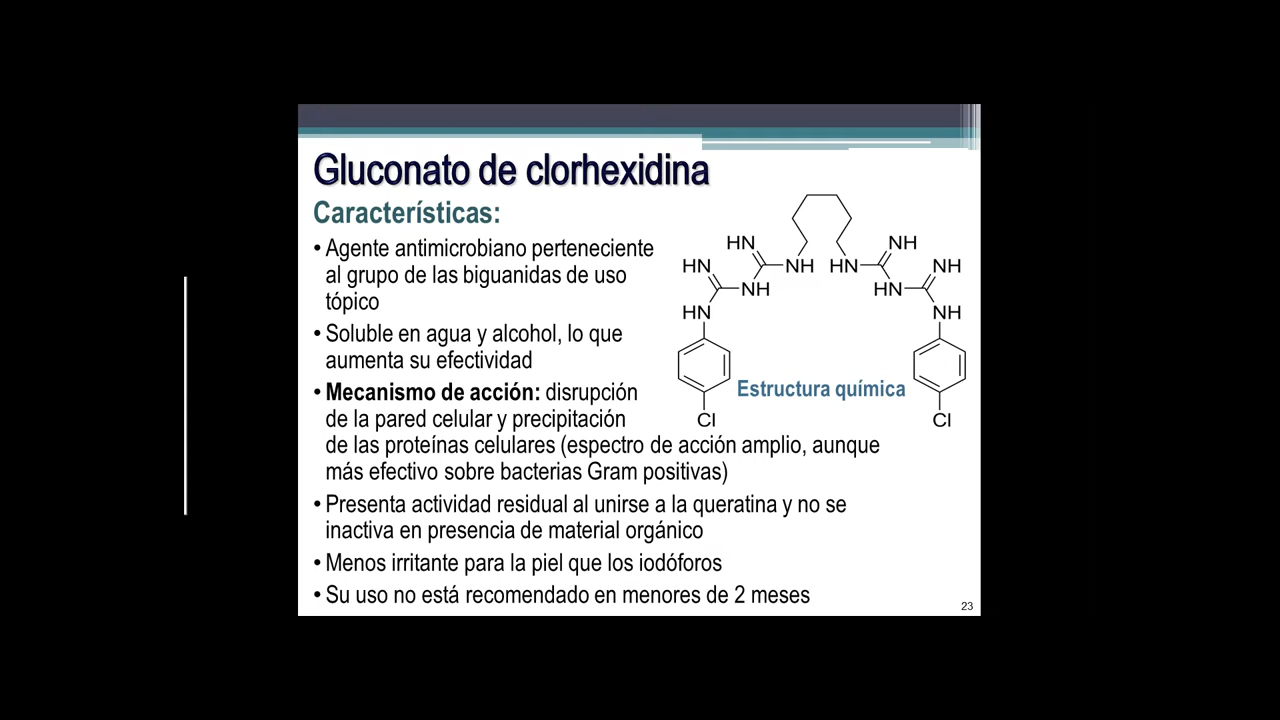 Gluconato de clorhexidina
Características:
• Agente antimicrobiano perteneciente
al grupo de las biguanidas de uso
tópico
• Soluble en agua y alcohol, lo que
aumenta su efectividad
• Mecanismo de acción: disrupción
de la pared celular y precipitación
de las proteínas celulares (espectro de acción amplio, aunque
más efectivo sobre bacterias Gram positivas)
• Presenta actividad residual al unirse a la queratina y no se
inactiva en presencia de material orgánico
• Menos irritante para la piel que los iodóforos
• Su uso no está recomendado en menores de 2 meses
HN NH
HN NH HN NH
NH HN
HN NH
Estructura química
Cl Cl
23